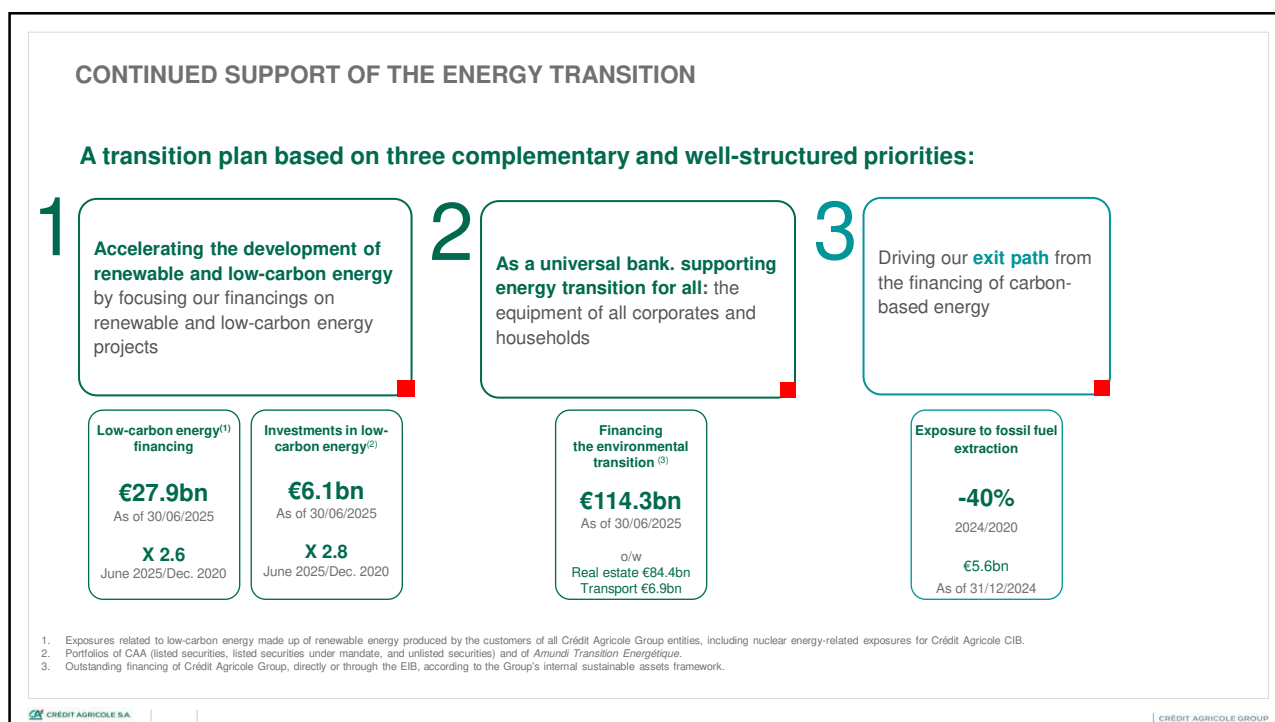 CONTINUED SUPPORT OF THE ENERGY TRANSITION
A transition plan based on three complementary and well-structured priorities:
1
Accelerating the development of
renewable and low-carbon energy
by focusing our financings on
renewable and low-carbon energy
projects
2
As a universal bank. supporting
energy transition for all: the
equipment of all corporates and
households
3
Driving our exit path from
the financing of carbon-
based energy
Low-carbon energy(1)
financing
€27.9bn
As of 30/06/2025
X 2.6
June 2025/Dec. 2020
Investments in low-
carbon energy(2)
€6.1bn
As of 30/06/2025
X 2.8
June 2025/Dec. 2020
Financing
the environmental
transition (3)
€114.3bn
As of 30/06/2025
o/w
Real estate €84.4bn
Transport €6.9bn
Exposure to fossil fuel
extraction
-40%
2024/2020
€5.6bn
As of 31/12/2024
1. Exposures related to low-carbon energy made up of renewable energy produced by the customers of all Crédit Agricole Group entities, including nuclear energy-related exposures for Crédit Agricole CIB.
2. Portfolios of CAA (listed securities, listed securities under mandate, and unlisted securities) and of Amundi Transition Energétique.
3. Outstanding financing of Crédit Agricole Group, directly or through the EIB, according to the Group's internal sustainable assets framework.
CRÉDIT AGRICOLE S.A.
CRÉDIT AGRICOLE GROUP